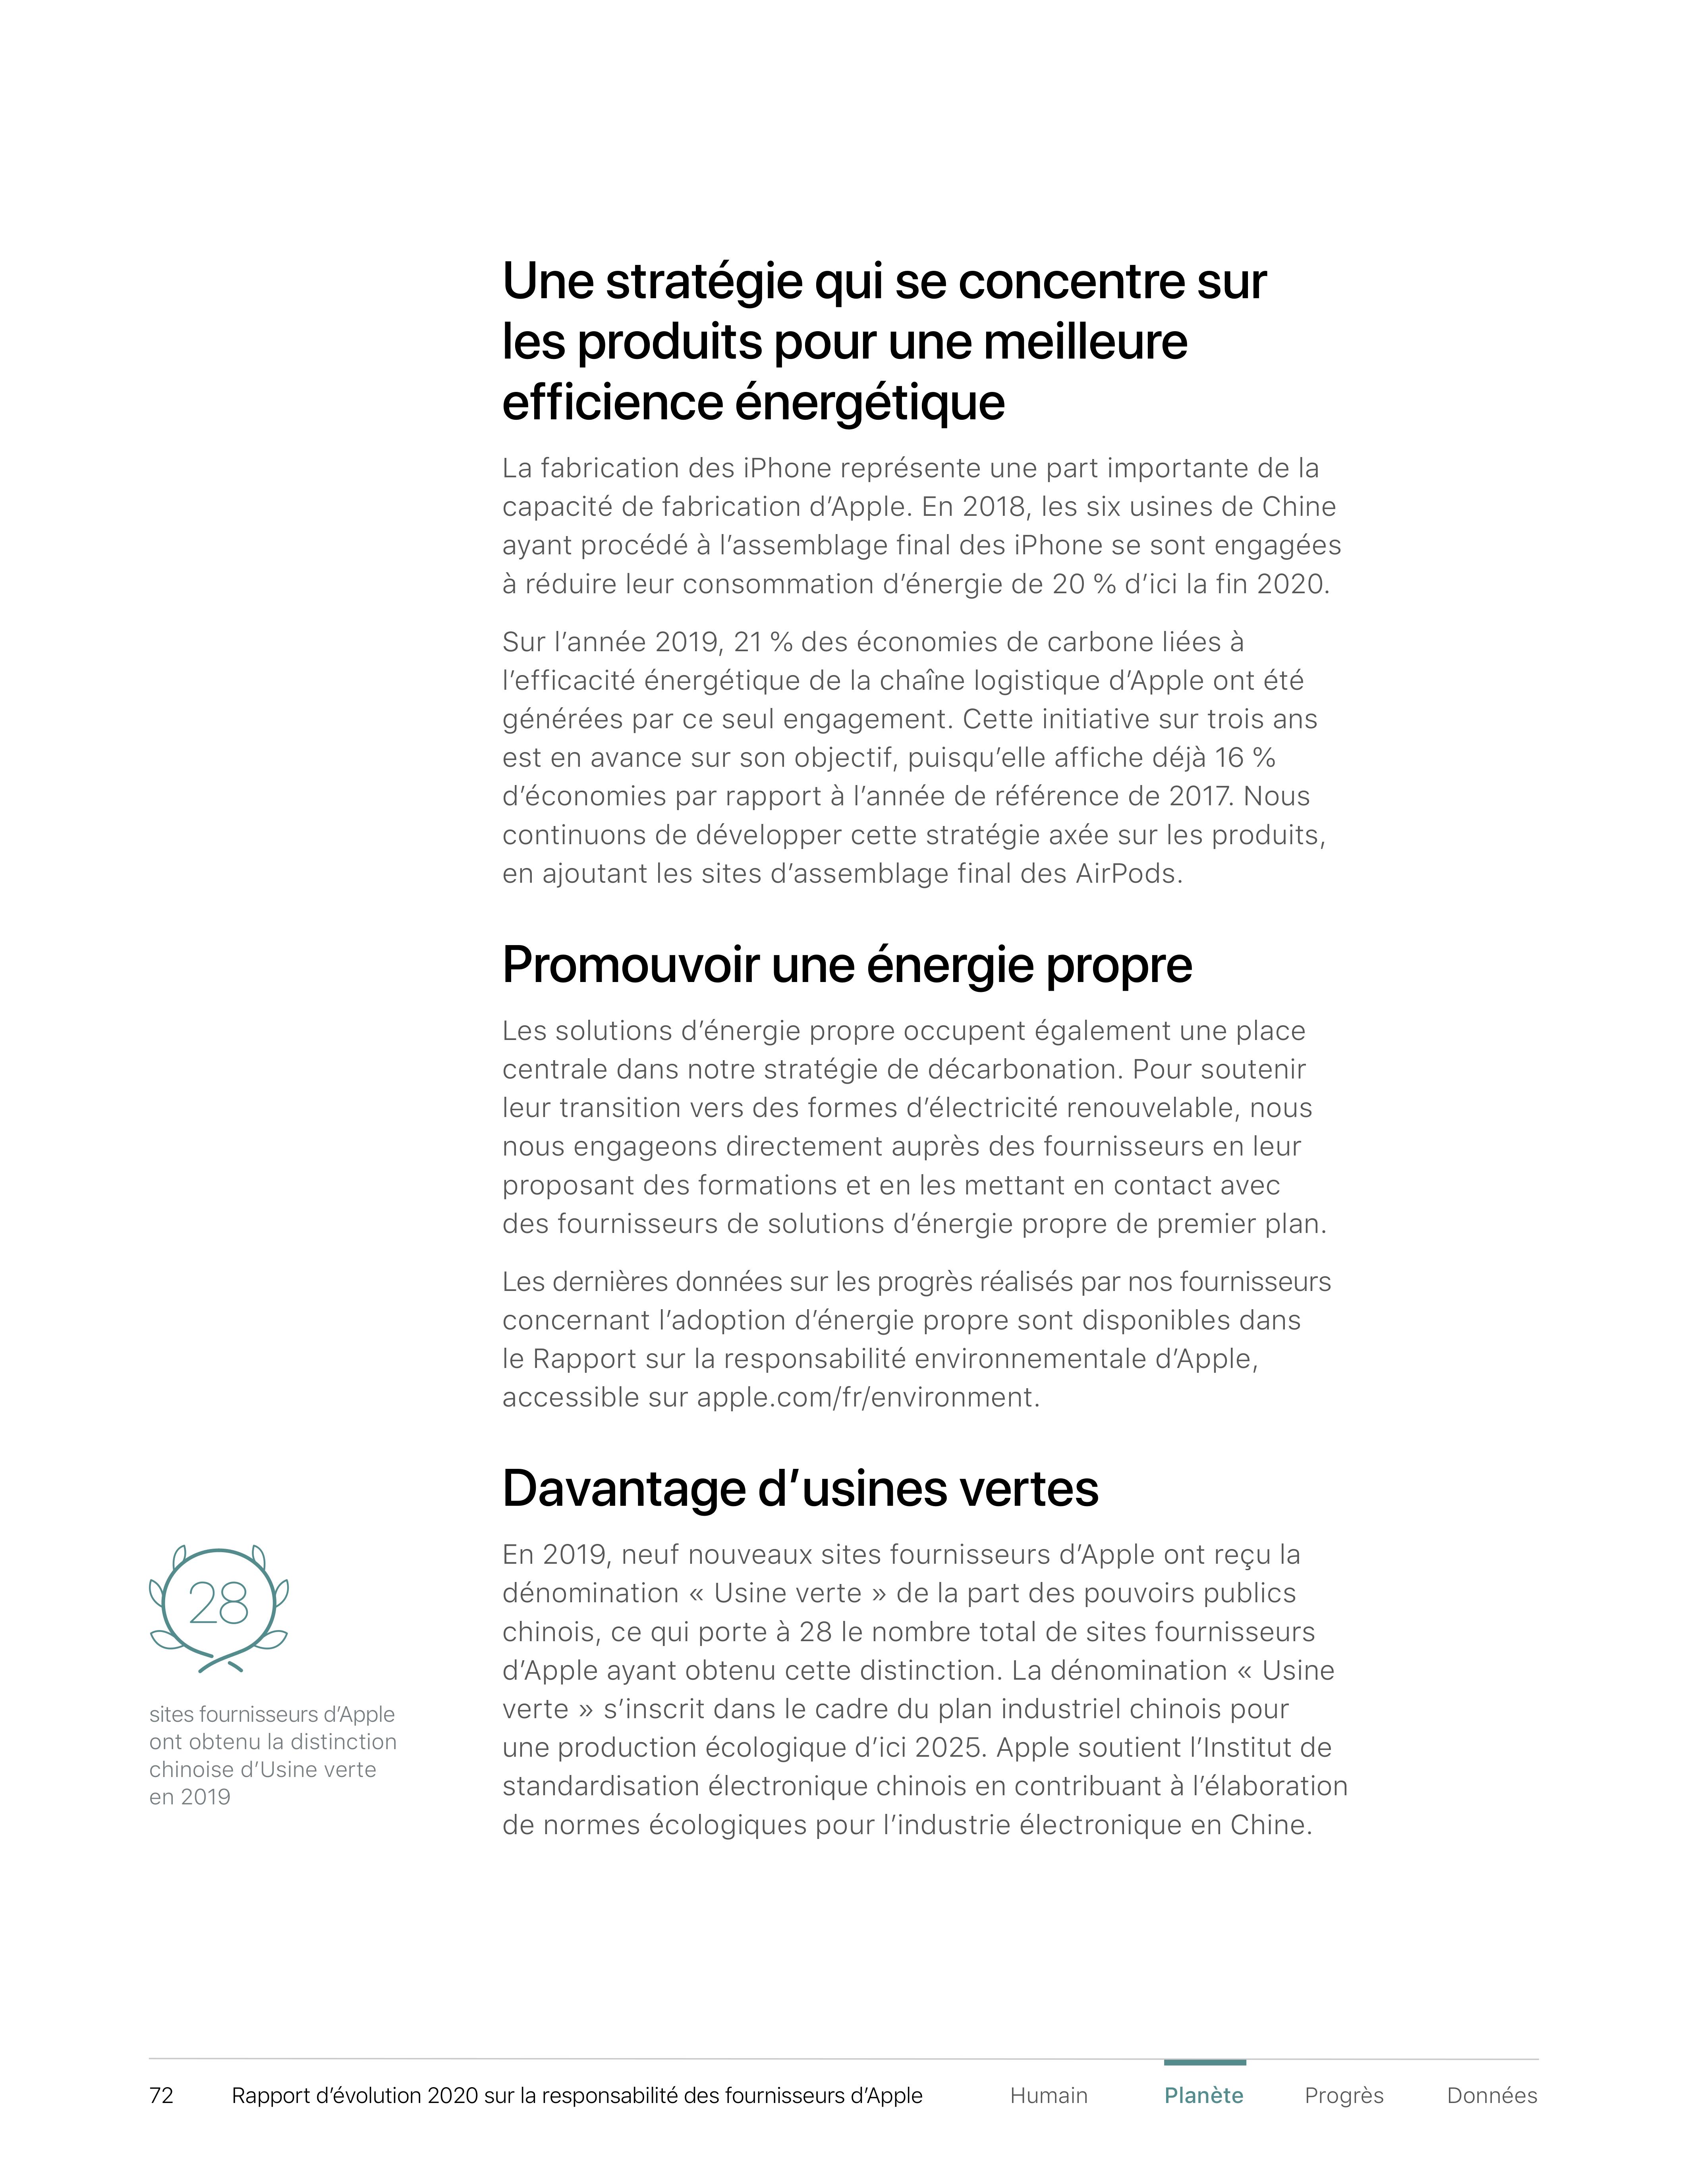 Une stratégie qui se concentre sur
les produits pour une meilleure
efficience énergétique
La fabrication des iPhone représente une part importante de la
capacité de fabrication d’Apple. En 2018, les six usines de Chine
ayant procédé à l’assemblage final des iPhone se sont engagées
à réduire leur consommation d’énergie de 20 % d’ici la fin 2020.
Sur l’année 2019, 21 % des économies de carbone liées à
l’efficacité énergétique de la chaîne logistique d’Apple ont été
générées par ce seul engagement. Cette initiative sur trois ans
est en avance sur son objectif, puisqu’elle affiche déjà 16 %
d’économies par rapport à l’année de référence de 2017. Nous
continuons de développer cette stratégie axée sur les produits,
en ajoutant les sites d’assemblage final des AirPods.
Promouvoir une énergie propre
Les solutions d’énergie propre occupent également une place
centrale dans notre stratégie de décarbonation. Pour soutenir
leur transition vers des formes d’électricité renouvelable, nous
nous engageons directement auprès des fournisseurs en leur
proposant des formations et en les mettant en contact avec
des fournisseurs de solutions d’énergie propre de premier plan.
Les dernières données sur les progrès réalisés par nos fournisseurs
concernant l’adoption d’énergie propre sont disponibles dans
le Rapport sur la responsabilité environnementale d’Apple,
accessible sur apple.com/fr/environment.
Davantage d’usines vertes
En 2019, neuf nouveaux sites fournisseurs d’Apple ont reçu la
dénomination « Usine verte » de la part des pouvoirs publics
chinois, ce qui porte à 28 le nombre total de sites fournisseurs
d’Apple ayant obtenu cette distinction. La dénomination « Usine
verte » s’inscrit dans le cadre du plan industriel chinois pour
une production écologique d’ici 2025. Apple soutient l’Institut de
standardisation électronique chinois en contribuant à l’élaboration
de normes écologiques pour l’industrie électronique en Chine.
28
sites fournisseurs d’Apple
ont obtenu la distinction
chinoise d’Usine verte
en 2019
72 Rapport d’évolution 2020 sur la responsabilité des fournisseurs d’Apple Humain Planète Progrès Données